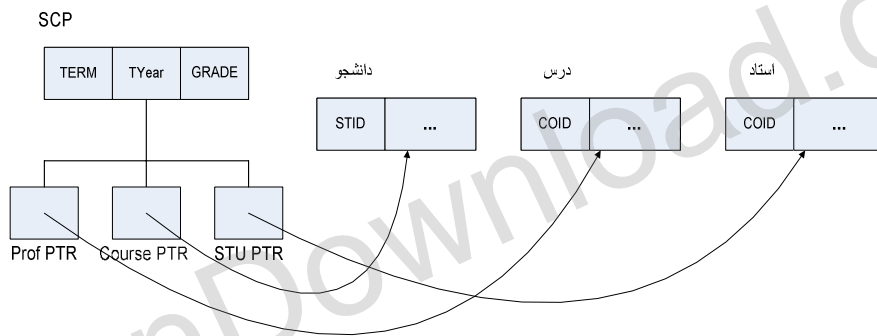 SCP
TERM TYear GRADE
دانشجو
درس
استاد
STID ...
COID ...
COID ...
Prof PTR
Course PTR
STU PTR